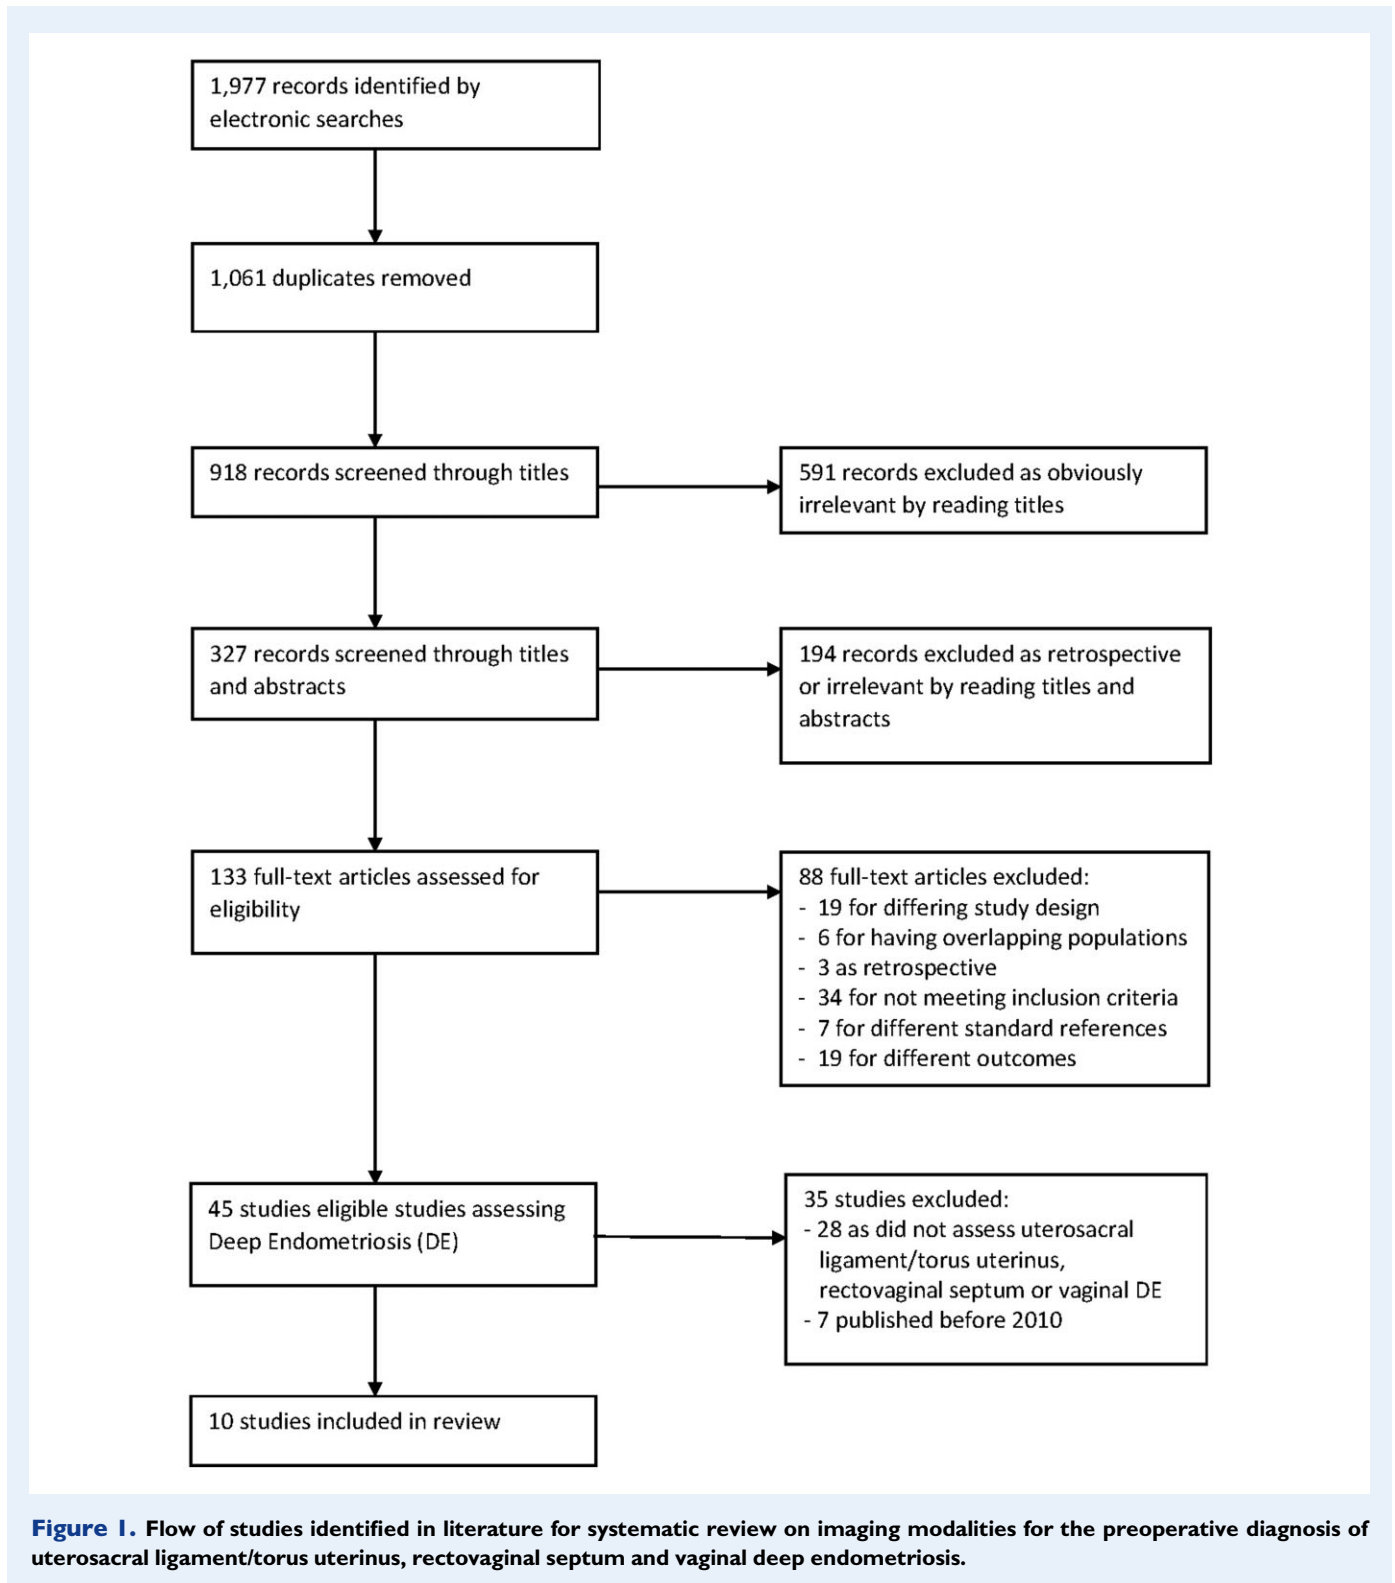 1,977 records identified by
electronic searches
1,061 duplicates removed
918 records screened through titles
591 records excluded as obviously
irrelevant by reading titles
327 records screened through titles
and abstracts
194 records excluded as retrospective
or irrelevant by reading titles and
abstracts
133 full-text articles assessed for
eligibility
88 full-text articles excluded:
- 19 for differing study design
- 6 for having overlapping populations
- 3 as retrospective
- 34 for not meeting inclusion criteria
- 7 for different standard references
- 19 for different outcomes
45 studies eligible studies assessing
Deep Endometriosis (DE)
35 studies excluded:
- 28 as did not assess uterosacral
ligament/torus uterinus,
rectovaginal septum or vaginal DE
- 7 published before 2010
10 studies included in review
Figure 1. Flow of studies identified in literature for systematic review on imaging modalities for the preoperative diagnosis of
uterosacral ligament/torus uterinus, rectovaginal septum and vaginal deep endometriosis.